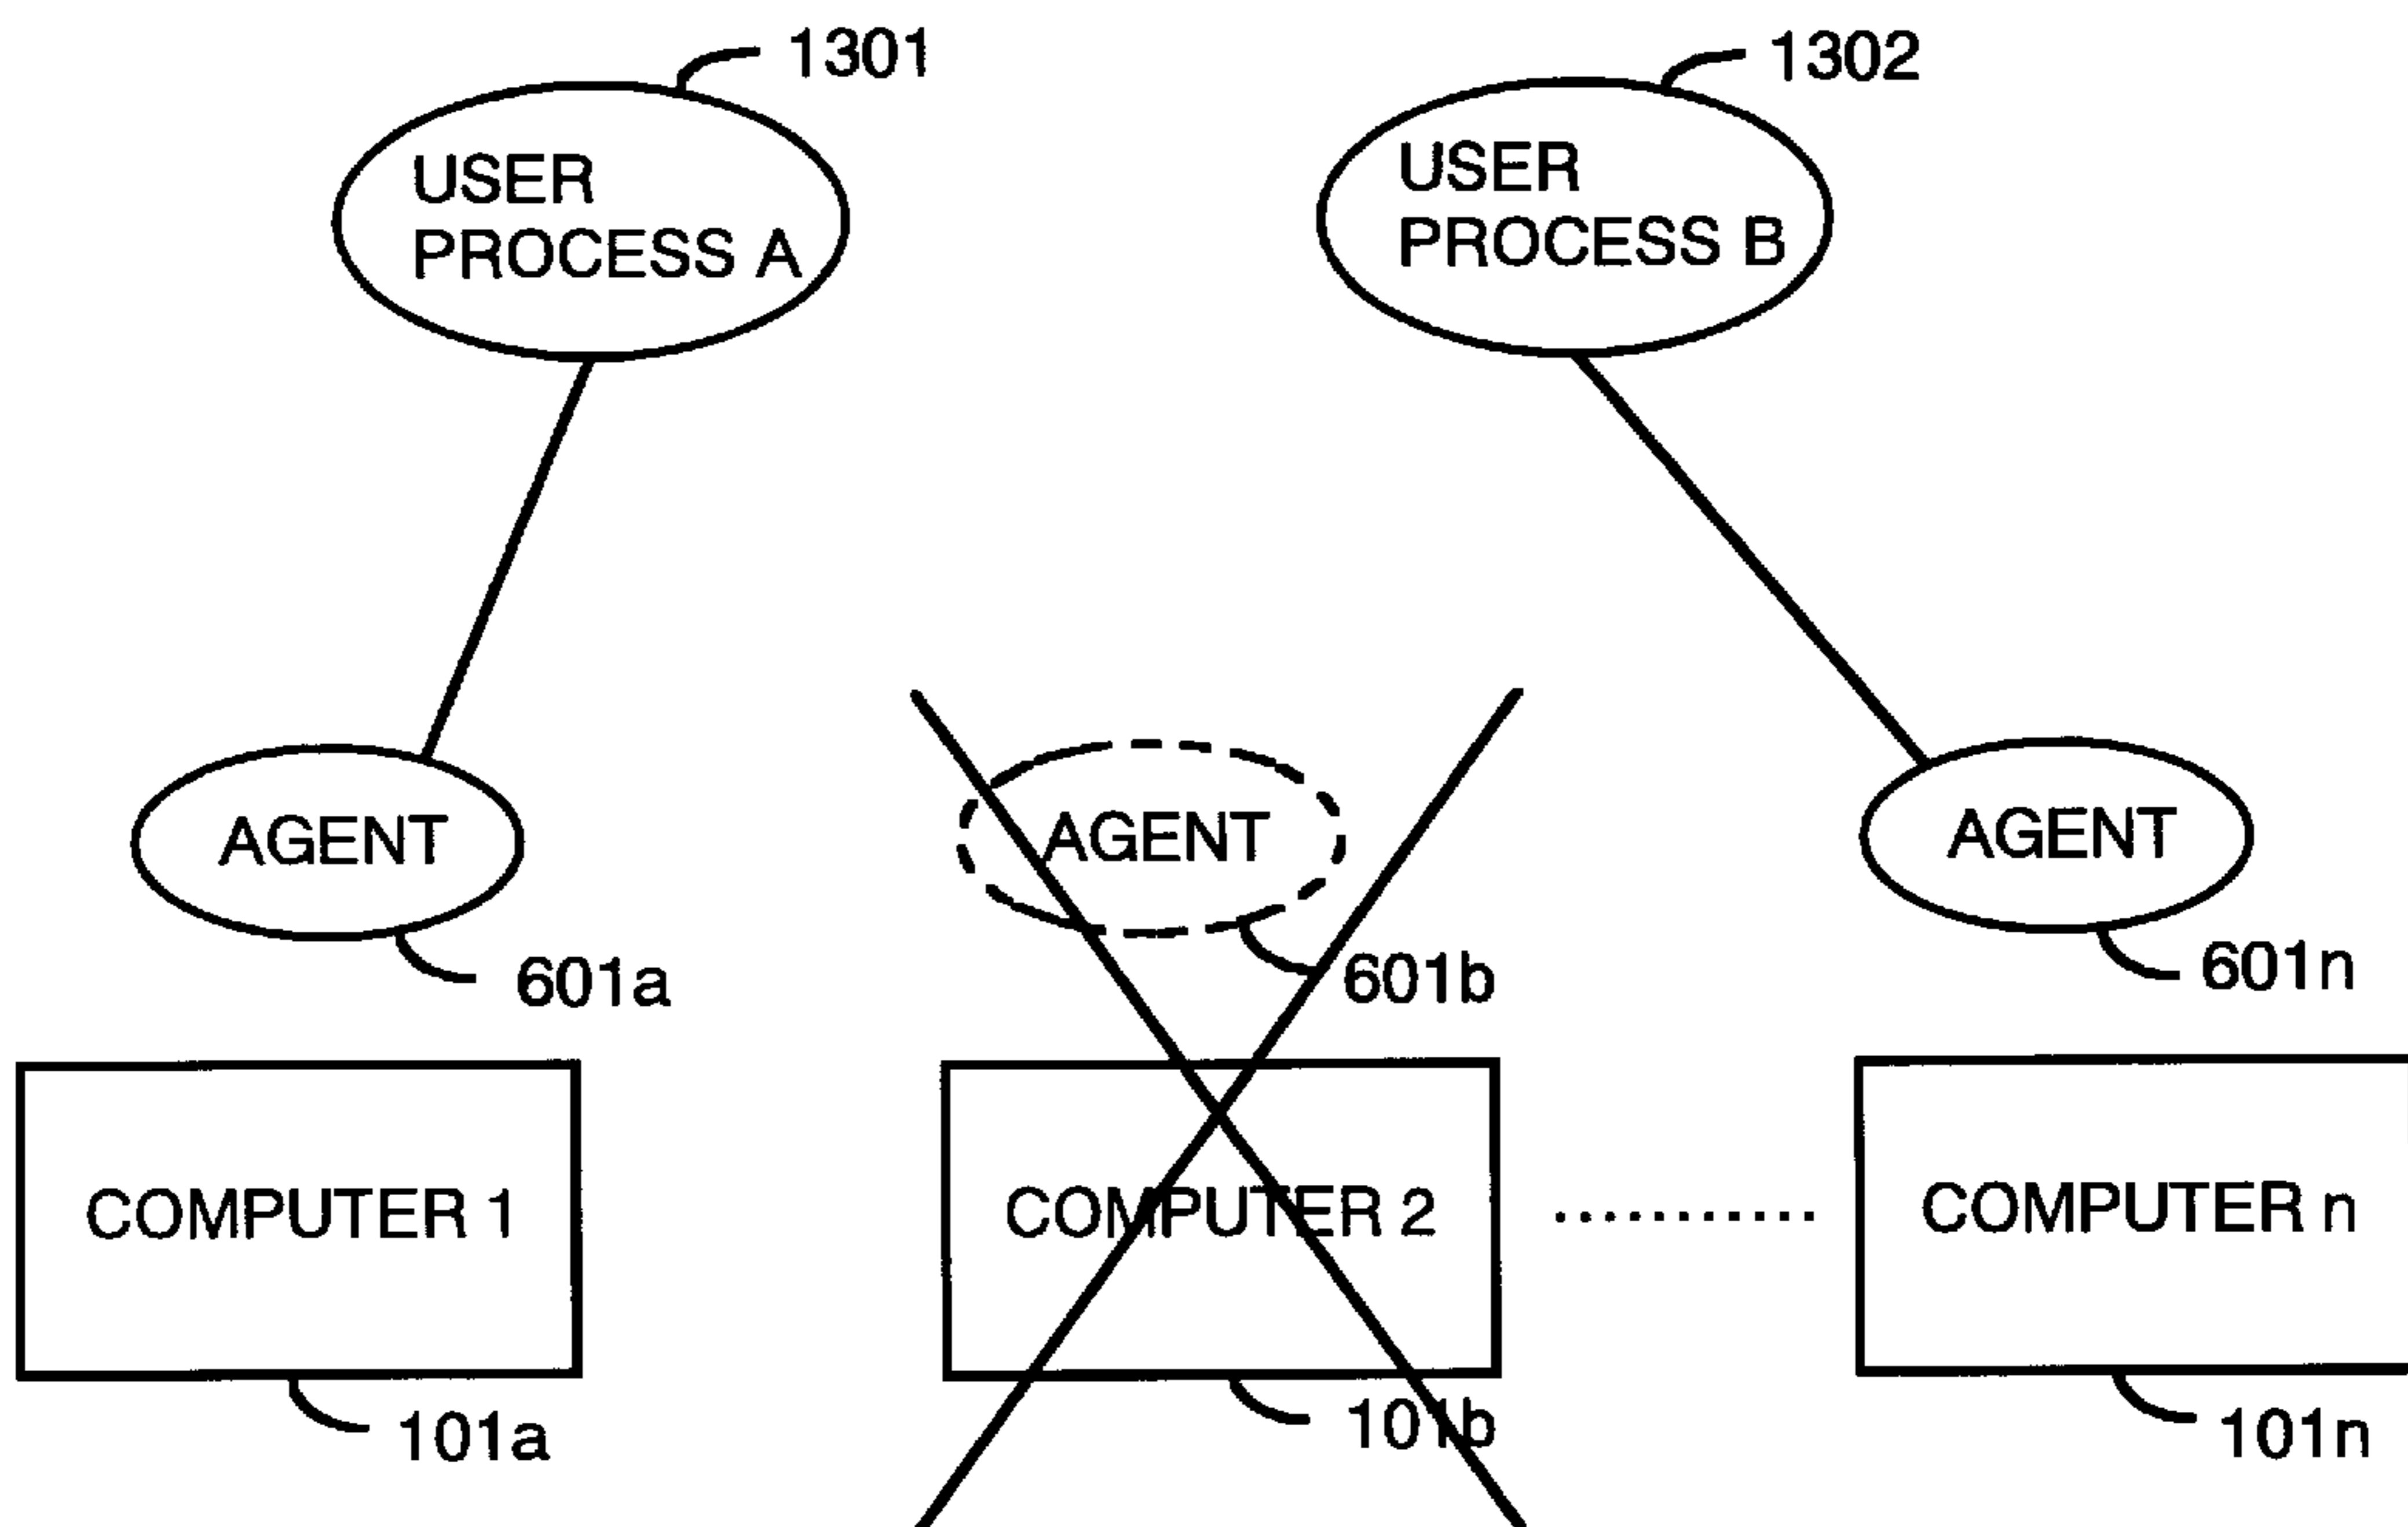 1301
1302
USER
PROCESS A
USER
PROCESS B
AGENT
AGENT
AGENT
601a
601b
601n
COMPUTER 1
COMPUTER 2
COMPUTER n
101a
101b
101n